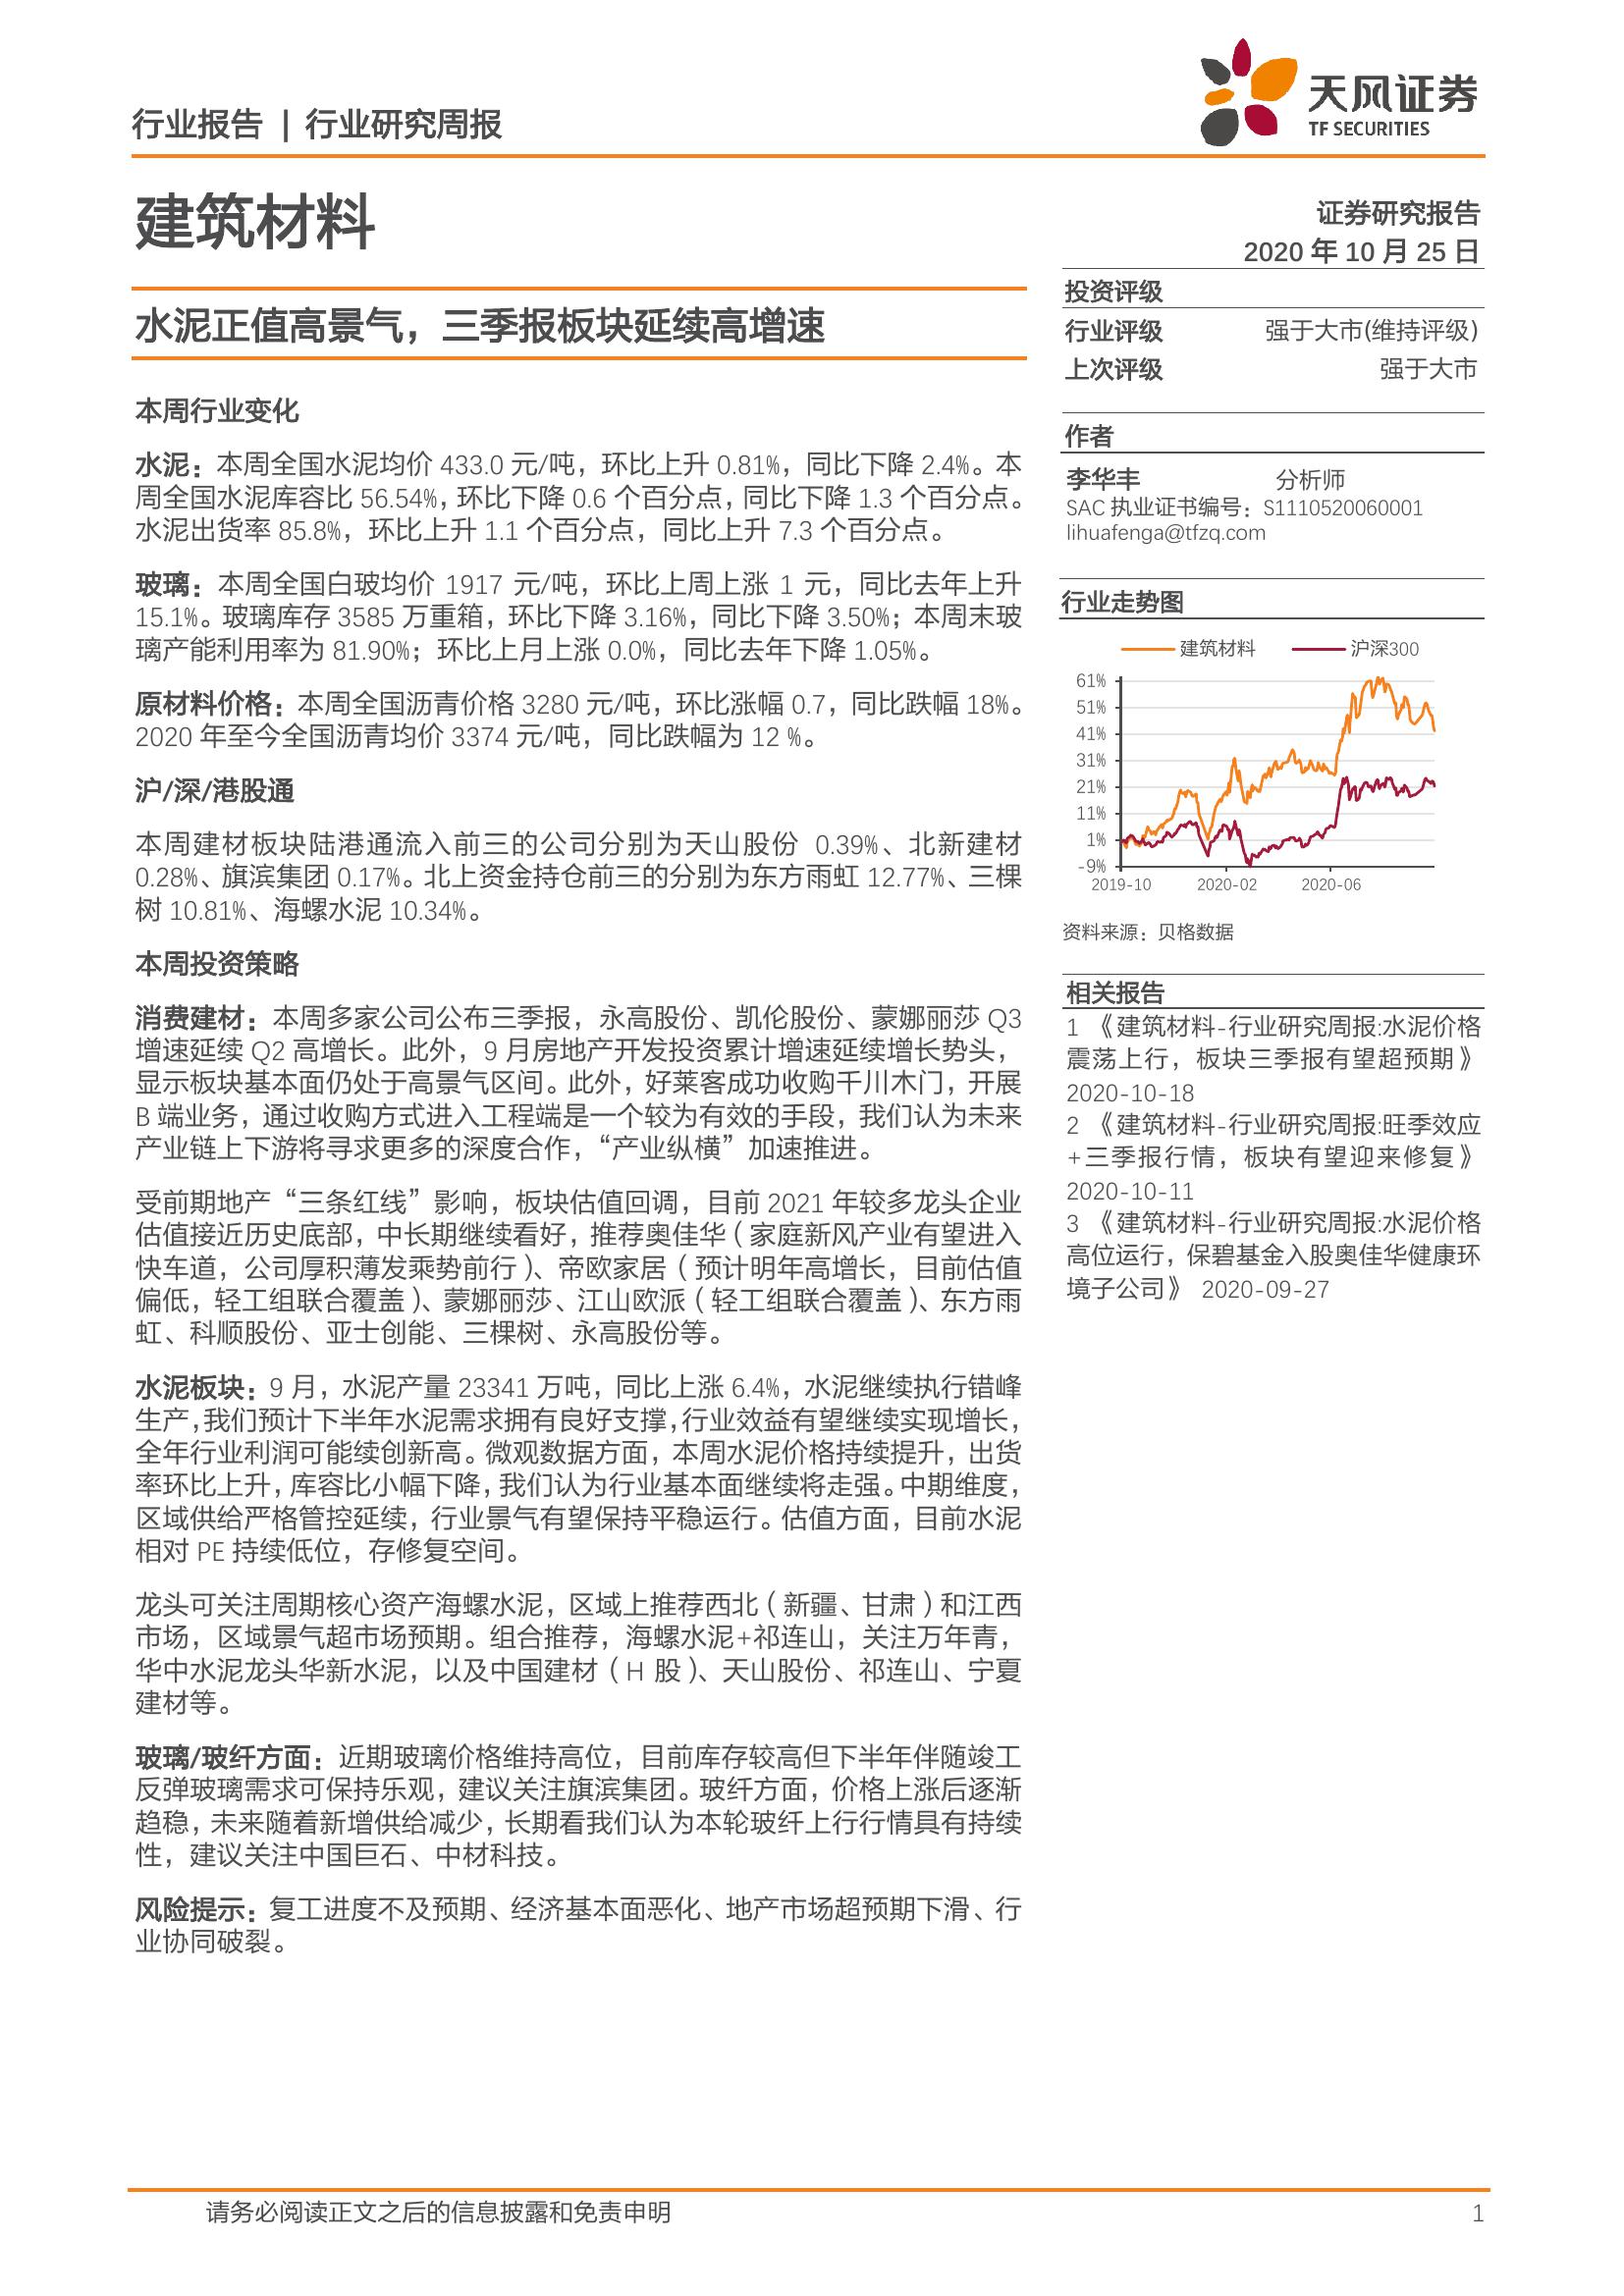 行业报告 | 行业研究周报
天风证券
TF SECURITIES
建筑材料
证券研究报告
2020 年 10 月 25 日
水泥正值高景气，三季报板块延续高增速
本周行业变化
水泥：本周全国水泥均价 433.0 元/吨，环比上升 0.81%，同比下降 2.4%。本
周全国水泥库容比 56.54%，环比下降 0.6 个百分点，同比下降 1.3 个百分点。
水泥出货率 85.8%，环比上升 1.1 个百分点，同比上升 7.3 个百分点。
玻璃：本周全国白玻均价 1917 元/吨，环比上周上涨 1 元，同比去年上升
15.1%。玻璃库存 3585 万重箱，环比下降 3.16%，同比下降 3.50%；本周末玻
璃产能利用率为 81.90%；环比上月上涨 0.0%，同比去年下降 1.05%。
原材料价格：本周全国沥青价格 3280 元/吨，环比涨幅 0.7，同比跌幅 18%。
2020 年至今全国沥青均价 3374 元/吨，同比跌幅为 12 %。
沪/深/港股通
本周建材板块陆港通流入前三的公司分别为天山股份 0.39%、北新建材
0.28%、旗滨集团 0.17%。北上资金持仓前三的分别为东方雨虹 12.77%、三棵
树 10.81%、海螺水泥 10.34%。
本周投资策略
消费建材：本周多家公司公布三季报，永高股份、凯伦股份、蒙娜丽莎 Q3
增速延续 Q2 高增长。此外，9 月房地产开发投资累计增速延续增长势头，
显示板块基本面仍处于高景气区间。此外，好莱客成功收购千川木门，开展
B 端业务，通过收购方式进入工程端是一个较为有效的手段，我们认为未来
产业链上下游将寻求更多的深度合作，“产业纵横”加速推进。
受前期地产“三条红线”影响，板块估值回调，目前 2021 年较多龙头企业
估值接近历史底部，中长期继续看好，推荐奥佳华（家庭新风产业有望进入
快车道，公司厚积薄发乘势前行）、帝欧家居（预计明年高增长，目前估值
偏低，轻工组联合覆盖）、蒙娜丽莎、江山欧派（轻工组联合覆盖）、东方雨
虹、科顺股份、亚士创能、三棵树、永高股份等。
水泥板块：9 月，水泥产量 23341 万吨，同比上涨 6.4%，水泥继续执行错峰
生产，我们预计下半年水泥需求拥有良好支撑，行业效益有望继续实现增长，
全年行业利润可能续创新高。微观数据方面，本周水泥价格持续提升，出货
率环比上升，库容比小幅下降，我们认为行业基本面继续将走强。中期维度，
区域供给严格管控延续，行业景气有望保持平稳运行。估值方面，目前水泥
相对 PE 持续低位，存修复空间。
龙头可关注周期核心资产海螺水泥，区域上推荐西北（新疆、甘肃）和江西
市场，区域景气超市场预期。组合推荐，海螺水泥+祁连山，关注万年青，
华中水泥龙头华新水泥，以及中国建材（H 股）、天山股份、祁连山、宁夏
建材等。
玻璃/玻纤方面：近期玻璃价格维持高位，目前库存较高但下半年伴随竣工
反弹玻璃需求可保持乐观，建议关注旗滨集团。玻纤方面，价格上涨后逐渐
趋稳，未来随着新增供给减少，长期看我们认为本轮玻纤上行行情具有持续
性，建议关注中国巨石、中材科技。
风险提示：复工进度不及预期、经济基本面恶化、地产市场超预期下滑、行
业协同破裂。
投资评级
行业评级 强于大市(维持评级)
上次评级 强于大市
作者
李华丰 分析师
SAC 执业证书编号：S1110520060001
lihuafenga@tfzq.com
行业走势图
建筑材料 沪深300
61%
51%
41%
31%
21%
11%
1%
-9%
2019-10 2020-02 2020-06
资料来源：贝格数据
相关报告
1 《建筑材料-行业研究周报:水泥价格
震荡上行，板块三季报有望超预期》
2020-10-18
2 《建筑材料-行业研究周报:旺季效应
+三季报行情，板块有望迎来修复》
2020-10-11
3 《建筑材料-行业研究周报:水泥价格
高位运行，保碧基金入股奥佳华健康环
境子公司》 2020-09-27
请务必阅读正文之后的信息披露和免责申明 1